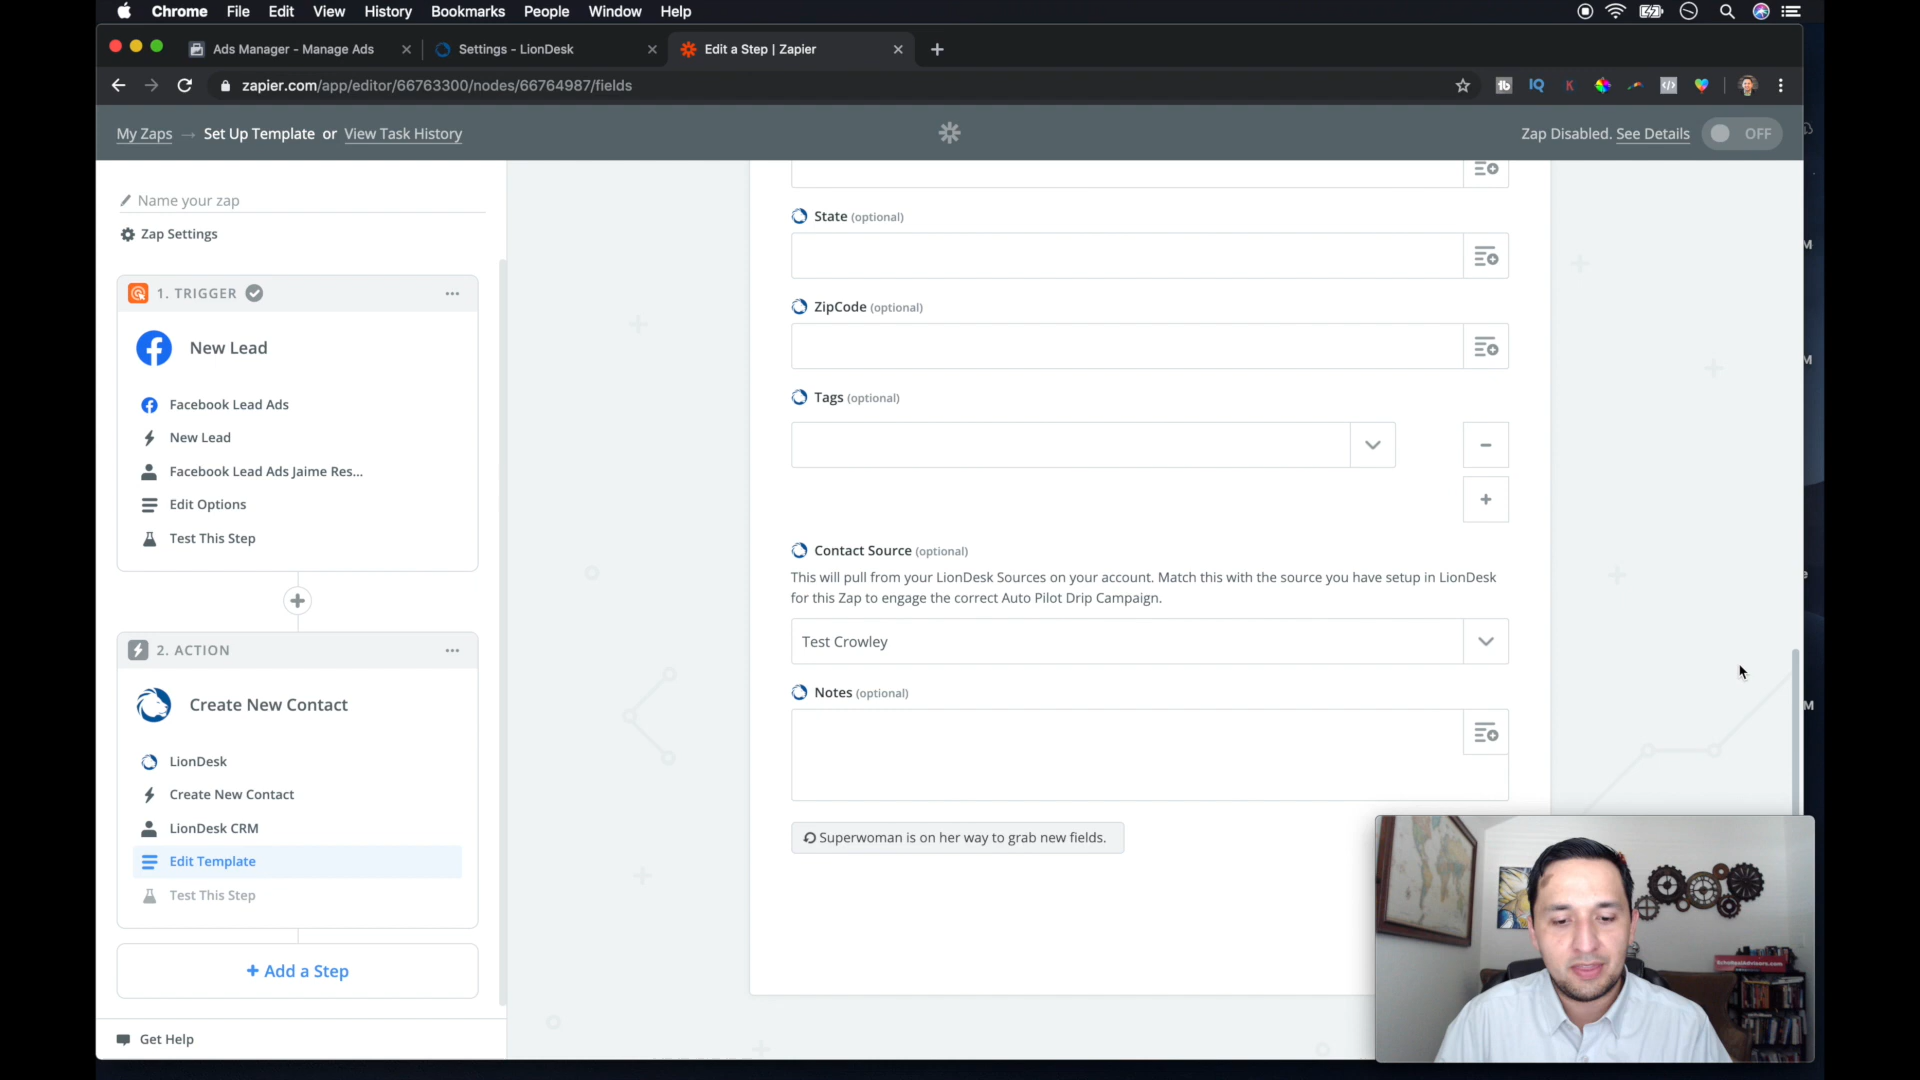 Chrome File Edit View History Bookmarks People Window Help
Ads Manager - Manage Ads
Settings - LionDesk
Edit a Step | Zapier
zapier.com/app/editor/66763300/nodes/66764987/fields
My Zaps → Set Up Template or View Task History
Zap Disabled. See Details OFF
Name your zap
Zap Settings
1. TRIGGER
New Lead
Facebook Lead Ads
New Lead
Facebook Lead Ads Jaime Res...
Edit Options
Test This Step
2. ACTION
Create New Contact
LionDesk
Create New Contact
LionDesk CRM
Edit Template
Test This Step
+ Add a Step
Get Help
State (optional)
ZipCode (optional)
Tags (optional)
Contact Source (optional)
This will pull from your LionDesk Sources on your account. Match this with the source you have setup in LionDesk
for this Zap to engage the correct Auto Pilot Drip Campaign.
Test Crowley
Notes (optional)
Superwoman is on her way to grab new fields.